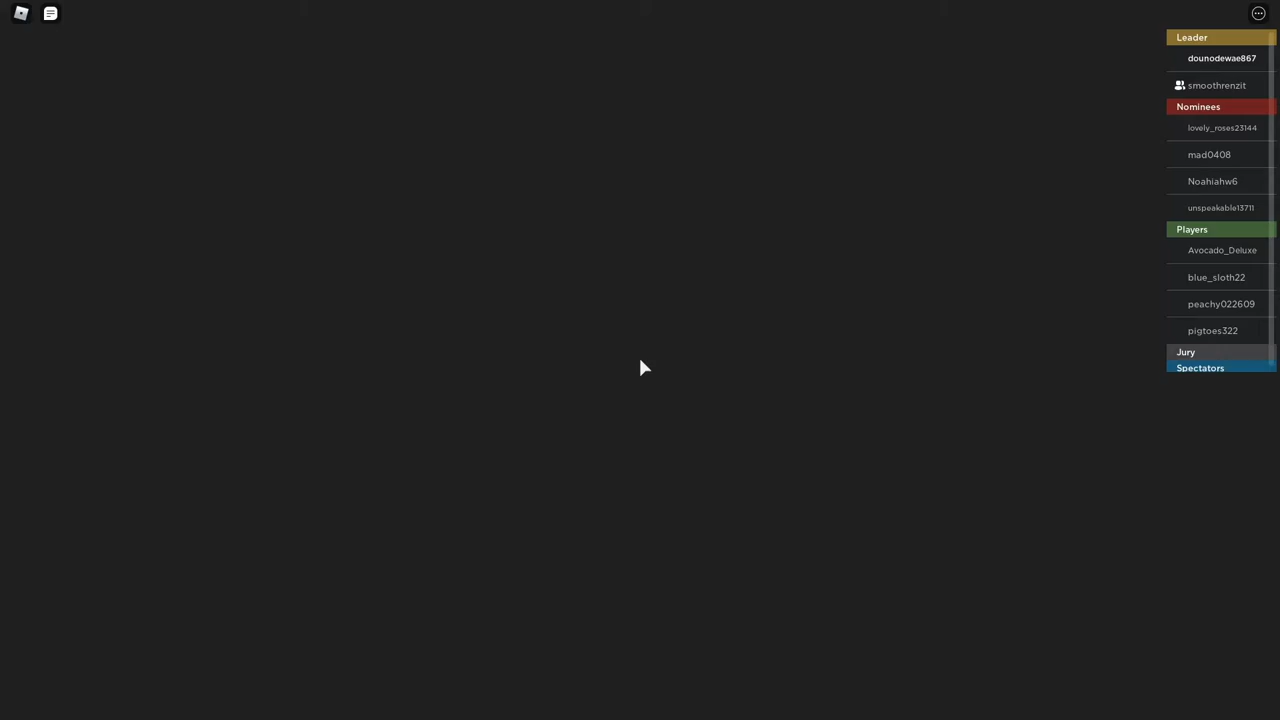 Leader
dounodewae867
smoothrenzit
Nominees
lovely_roses23144
mad0408
Noahiahw6
unspeakable13711
Players
Avocado_Deluxe
blue_sloth22
peachy022609
pigtoes322
Jury
Spectators